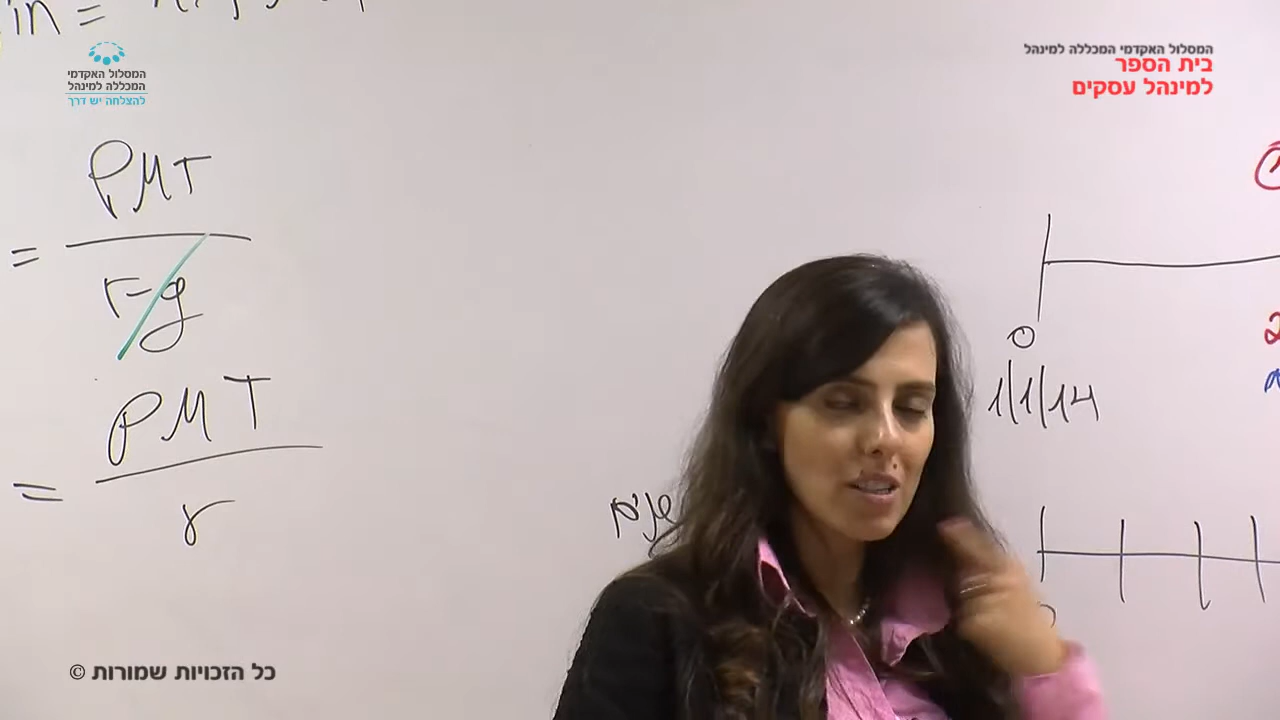 in =
המסלול האקדמי
המכללה למינהל
להצלחה יש דרך
המסלול האקדמי המכללה למינהל
בית הספר
למינהל עסקים
= PMT
r-g
= PMT
r
0
1/1/14
שנים
כל הזכויות שמורות ©